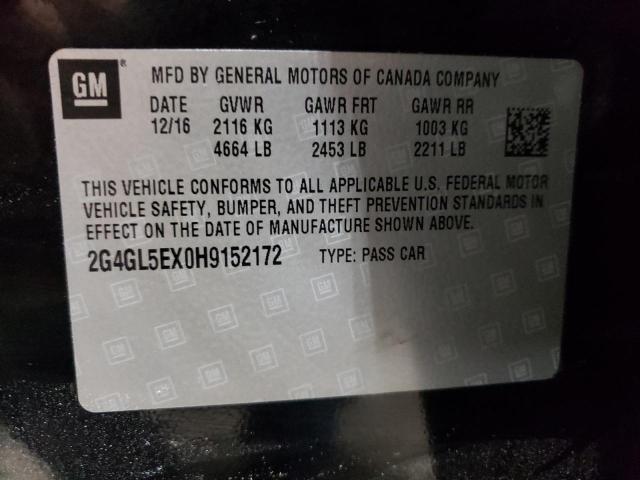 GM ® MFD BY GENERAL MOTORS OF CANADA COMPANY
DATE GVWR GAWR FRT GAWR RR
12/16 2116 KG 1113 KG 1003 KG
4664 LB 2453 LB 2211 LB
THIS VEHICLE CONFORMS TO ALL APPLICABLE U.S. FEDERAL MOTOR
VEHICLE SAFETY, BUMPER, AND THEFT PREVENTION STANDARDS IN
EFFECT ON THE DATE OF MANUFACTURE SHOWN ABOVE.
2G4GL5EX0H9152172 TYPE: PASS CAR